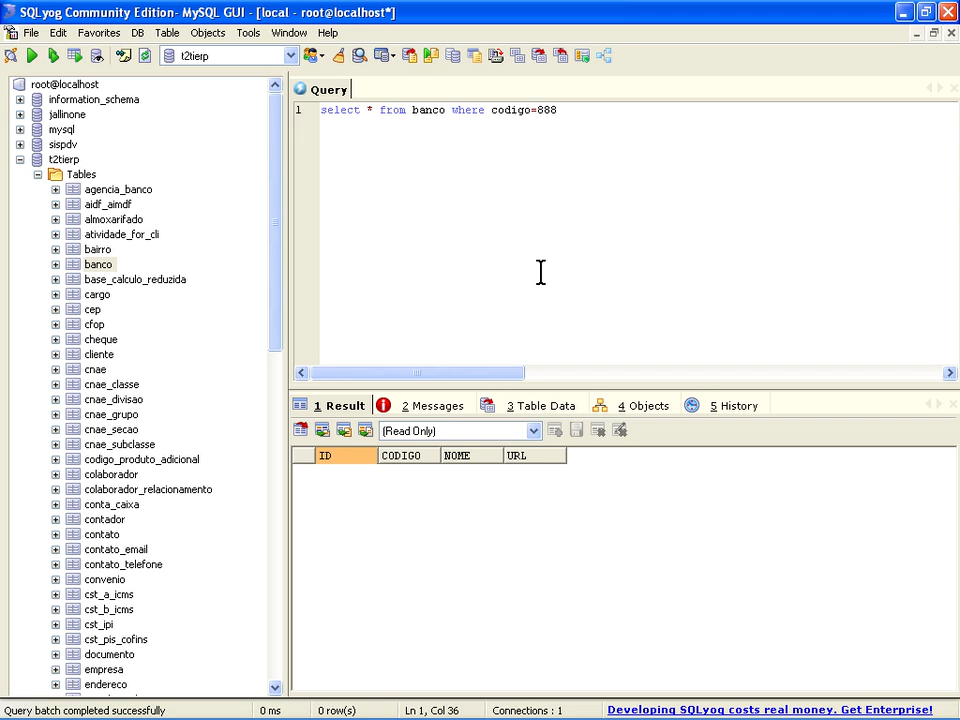 SQLyog Community Edition- MySQL GUI - [local - root@localhost*]
File Edit Favorites DB Table Objects Tools Window Help
t2tierp
root@localhost
information_schema
jallinone
mysql
sispdv
t2tierp
Tables
agencia_banco
aidf_aimdf
almoxarifado
atividade_for_cli
bairro
banco
base_calculo_reduzida
cargo
cep
cfop
cheque
cliente
cnae
cnae_classe
cnae_divisao
cnae_grupo
cnae_secao
cnae_subclasse
codigo_produto_adicional
colaborador
colaborador_relacionamento
conta_caixa
contador
contato
contato_email
contato_telefone
convenio
cst_a_icms
cst_b_icms
cst_ipi
cst_pis_cofins
documento
empresa
endereco
Query
1 select * from banco where codigo=888
1 Result 2 Messages 3 Table Data 4 Objects 5 History
(Read Only)
ID CODIGO NOME URL
Query batch completed successfully 0 ms 0 row(s) Ln 1, Col 36 Connections : 1 Developing SQLyog costs real money. Get Enterprise!